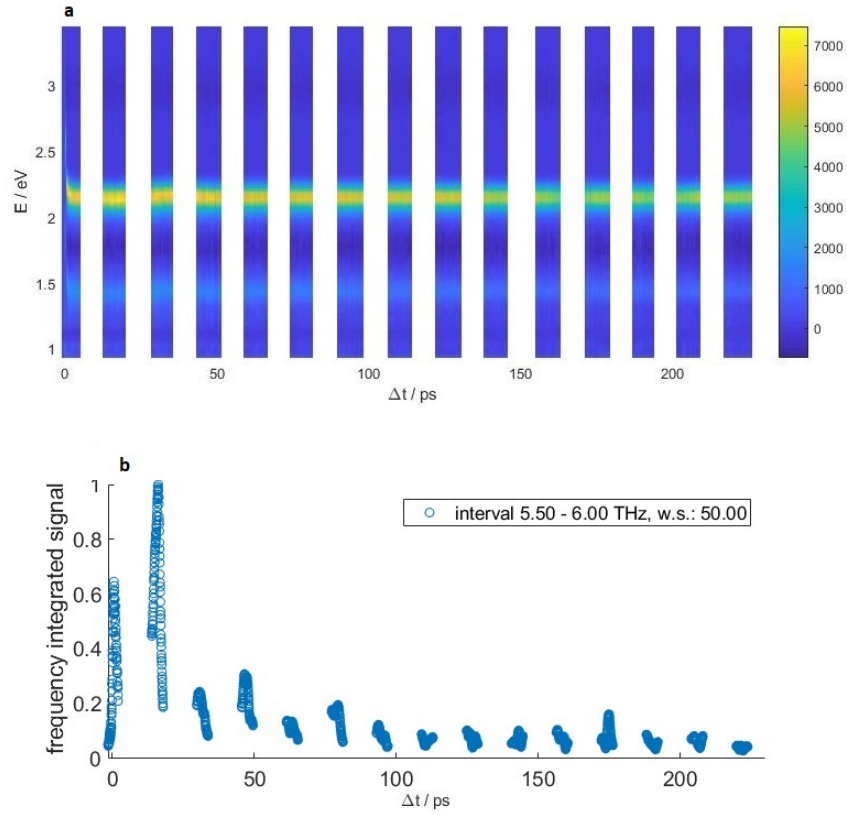 a
7000
6000
5000
4000
3000
2000
1000
0
3
2.5
2
1.5
1
E / eV
0 50 100 150 200
Δt / ps
b
1
0.8
0.6
0.4
0.2
0
frequency integrated signal
interval 5.50 - 6.00 THz, w.s.: 50.00
0 50 100 150 200
Δt / ps